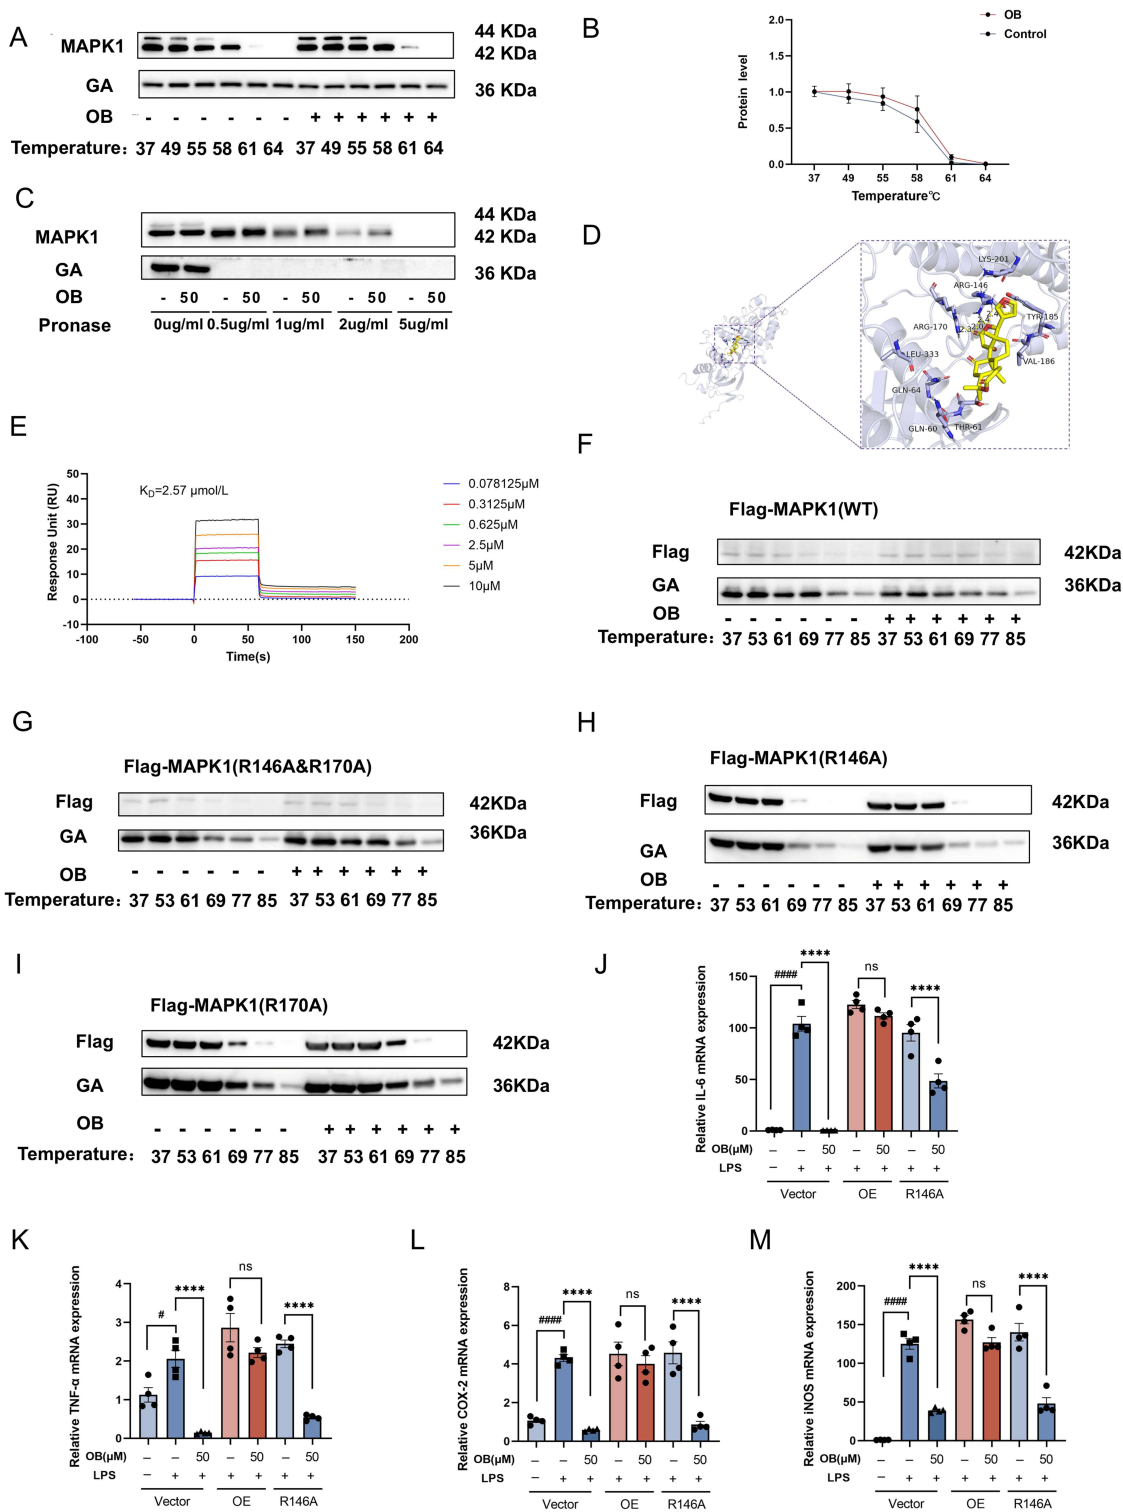 A
MAPK1
44 KDa
42 KDa
GA
36 KDa
OB - - - - - - + + + + + +
Temperature: 37 49 55 58 61 64 37 49 55 58 61 64
B
OB
Control
Protein level
2.0
1.5
1.0
0.5
0.0
37 49 55 58 61 64
Temperature℃
C
MAPK1
44 KDa
42 KDa
GA
36 KDa
OB - 50 - 50 - 50 - 50 - 50
Pronase 0ug/ml 0.5ug/ml 1ug/ml 2ug/ml 5ug/ml
D
LYS-201
ARG-146
TYR-185
ARG-170
VAL-186
LEU-333
GLN-64
GLN-60
THR-61
E
KD=2.57 μmol/L
Response Unit (RU)
50
40
30
20
10
0
-10
-100 -50 0 50 100 150 200
Time(s)
0.078125μM
0.3125μM
0.625μM
2.5μM
5μM
10μM
F
Flag-MAPK1(WT)
Flag
42KDa
GA
36KDa
OB - - - - - - + + + + + +
Temperature: 37 53 61 69 77 85 37 53 61 69 77 85
G
Flag-MAPK1(R146A&R170A)
Flag
42KDa
GA
36KDa
OB - - - - - - + + + + + +
Temperature: 37 53 61 69 77 85 37 53 61 69 77 85
H
Flag-MAPK1(R146A)
Flag
42KDa
GA
36KDa
OB - - - - - - + + + + + +
Temperature: 37 53 61 69 77 85 37 53 61 69 77 85
I
Flag-MAPK1(R170A)
Flag
42KDa
GA
36KDa
OB - - - - - - + + + + + +
Temperature: 37 53 61 69 77 85 37 53 61 69 77 85
J
Relative IL-6 mRNA expression
150
100
50
0
#### **** ns ****
OB(μM) – – 50 – 50 – 50
LPS – + + + + + +
Vector OE R146A
K
Relative TNF-α mRNA expression
4
3
2
1
0
# **** ns ****
OB(μM) – – 50 – 50 – 50
LPS – + + + + + +
Vector OE R146A
L
Relative COX-2 mRNA expression
8
6
4
2
0
#### **** ns ****
OB(μM) – – 50 – 50 – 50
LPS – + + + + + +
Vector OE R146A
M
Relative iNOS mRNA expression
200
150
100
50
0
#### **** ns ****
OB(μM) – – 50 – 50 – 50
LPS – + + + + + +
Vector OE R146A